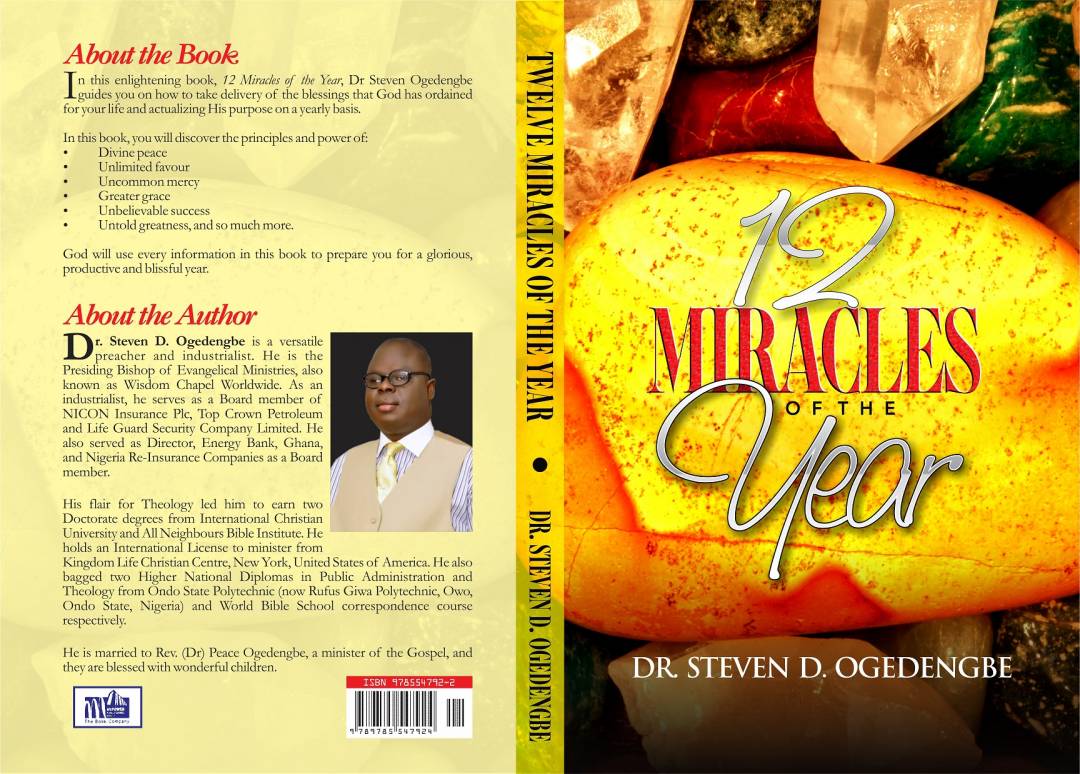 About the Book
In this enlightening book, 12 Miracles of the Year, Dr Steven Ogedengbe
guides you on how to take delivery of the blessings that God has ordained
for your life and actualizing His purpose on a yearly basis.
In this book, you will discover the principles and power of:
• Divine peace
• Unlimited favour
• Uncommon mercy
• Greater grace
• Unbelievable success
• Untold greatness, and so much more.
God will use every information in this book to prepare you for a glorious,
productive and blissful year.
About the Author
Dr. Steven D. Ogedengbe is a versatile
preacher and industrialist. He is the
Presiding Bishop of Evangelical Ministries, also
known as Wisdom Chapel Worldwide. As an
industrialist, he serves as a Board member of
NICON Insurance Plc, Top Crown Petroleum
and Life Guard Security Company Limited. He
also served as Director, Energy Bank, Ghana,
and Nigeria Re-Insurance Companies as a Board
member.
His flair for Theology led him to earn two
Doctorate degrees from International Christian
University and All Neighbours Bible Institute. He
holds an International License to minister from
Kingdom Life Christian Centre, New York, United States of America. He also
bagged two Higher National Diplomas in Public Administration and
Theology from Ondo State Polytechnic (now Rufus Giwa Polytechnic, Owo,
Ondo State, Nigeria) and World Bible School correspondence course
respectively.
He is married to Rev. (Dr) Peace Ogedengbe, a minister of the Gospel, and
they are blessed with wonderful children.
The Book Company
ISBN 978554792-2
9789785547924
TWELVE MIRACLES OF THE YEAR • DR. STEVEN D. OGEDENGBE
12
MIRACLES
OF THE
Year
DR. STEVEN D. OGEDENGBE